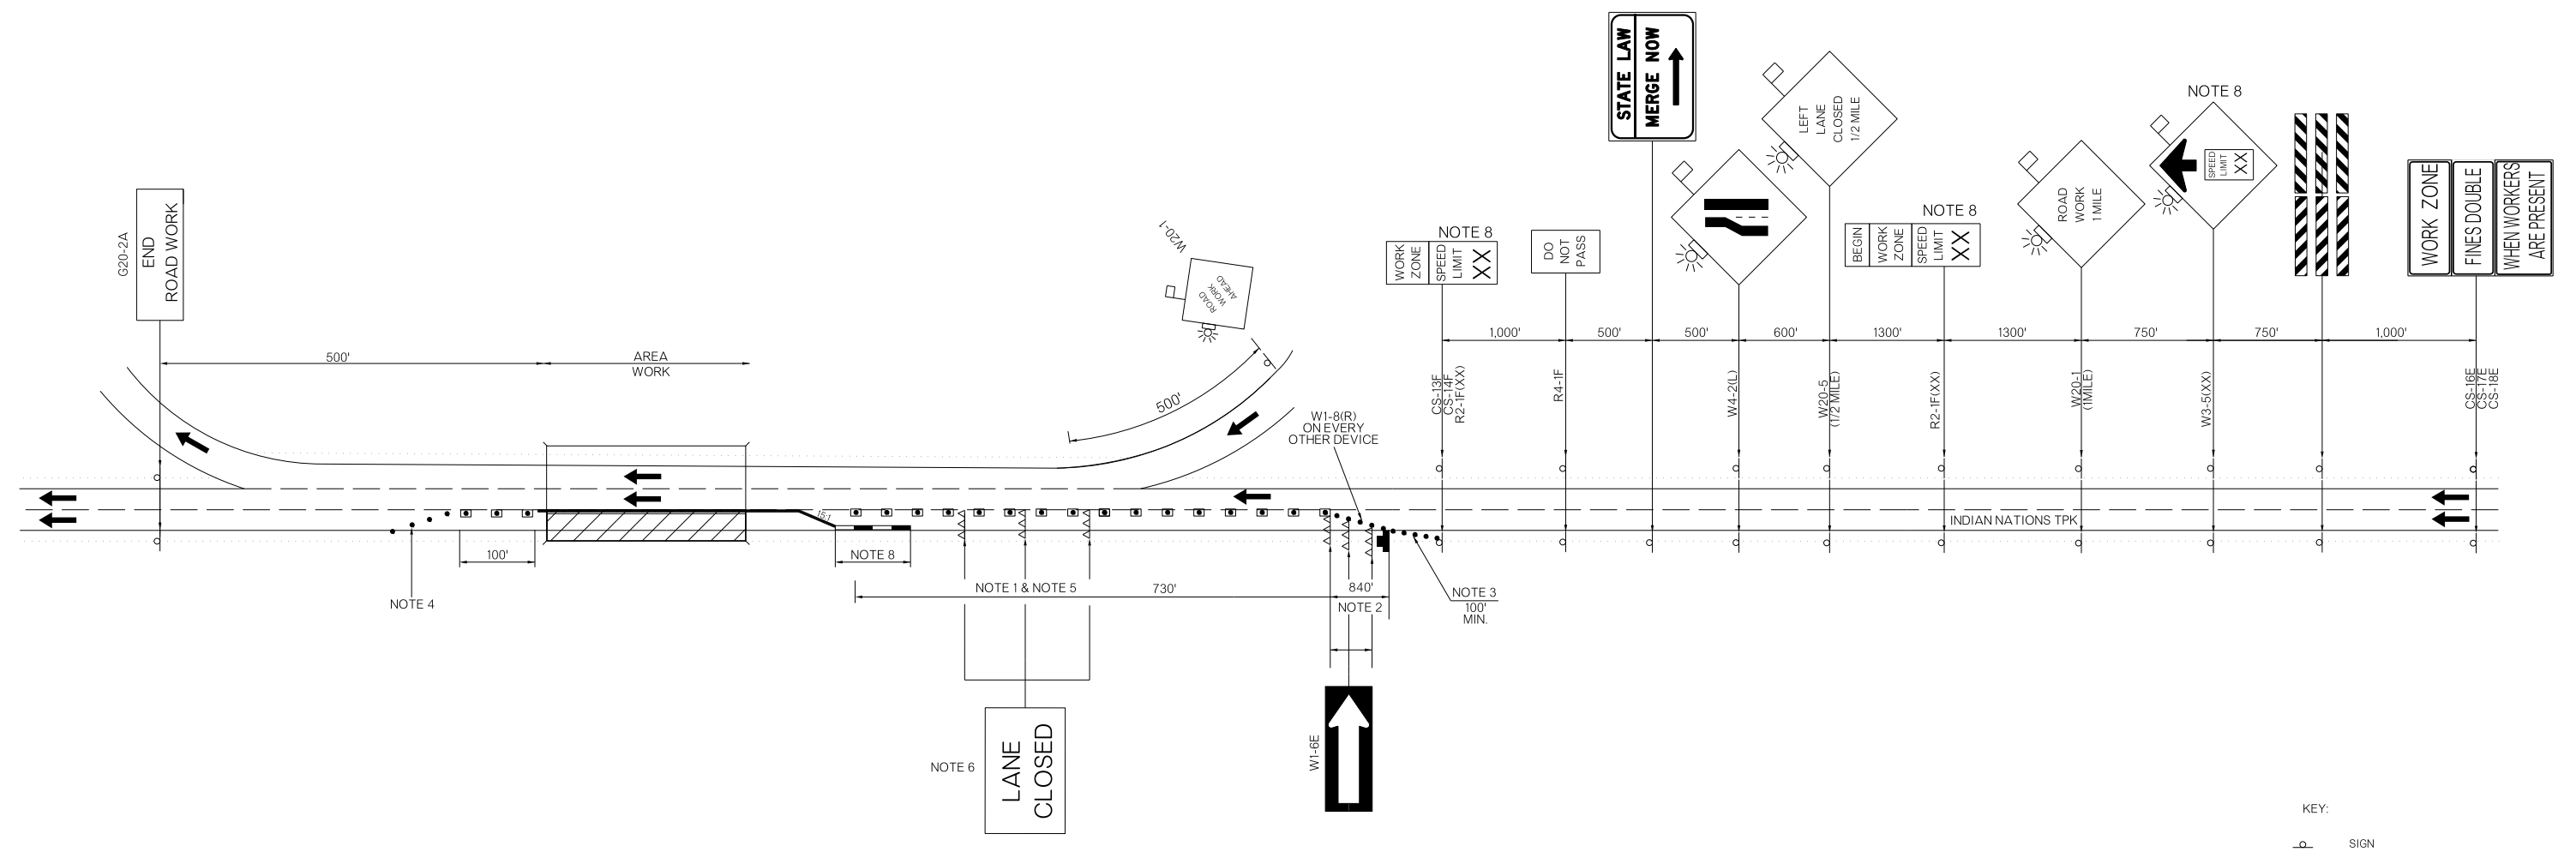 STATE LAW
MERGE NOW
LEFT
LANE
CLOSED
1/2 MILE
NOTE 8
SPEED
LIMIT
XX
WORK ZONE
FINES DOUBLE
WHEN WORKERS
ARE PRESENT
ROAD
WORK
1 MILE
NOTE 8
BEGIN
WORK
ZONE
SPEED
LIMIT
XX
DO
NOT
PASS
NOTE 8
WORK
ZONE
SPEED
LIMIT
XX
G20-2A
END
ROAD WORK
W20-1
ROAD
WORK
AHEAD
1,000'
500'
500'
600'
1300'
1300'
750'
750'
1,000'
500'
AREA
WORK
500'
CS-13F
CS-14F
R2-1F(XX)
R4-1F
W4-2(L)
W20-5
(1/2 MILE)
R2-1F(XX)
W20-1
(1MILE)
W3-5(XX)
CS-16E
CS-17E
CS-18E
W1-8(R)
ON EVERY
OTHER DEVICE
INDIAN NATIONS TPK
15:1
100'
NOTE 8
NOTE 4
NOTE 1 & NOTE 5
730'
840'
NOTE 2
NOTE 3
100'
MIN.
NOTE 6
LANE
CLOSED
W1-6E
KEY:
SIGN